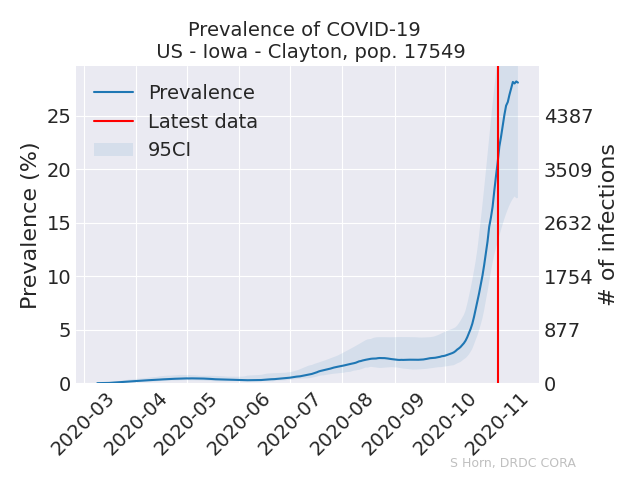 Prevalence of COVID-19
US - Iowa - Clayton, pop. 17549
Prevalence
Latest data
95CI
Prevalence (%)
25
20
15
10
5
0
4387
3509
2632
1754
877
0
# of infections
2020-03
2020-04
2020-05
2020-06
2020-07
2020-08
2020-09
2020-10
2020-11
S Horn, DRDC CORA